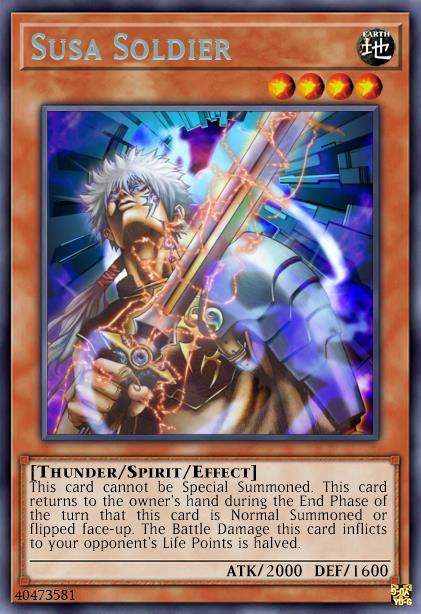 SUSA SOLDIER
EARTH
地
[THUNDER/SPIRIT/EFFECT]
This card cannot be Special Summoned. This card
returns to the owner's hand during the End Phase of
the turn that this card is Normal Summoned or
flipped face-up. The Battle Damage this card inflicts
to your opponent's Life Points is halved.
ATK/2000 DEF/1600
40473581